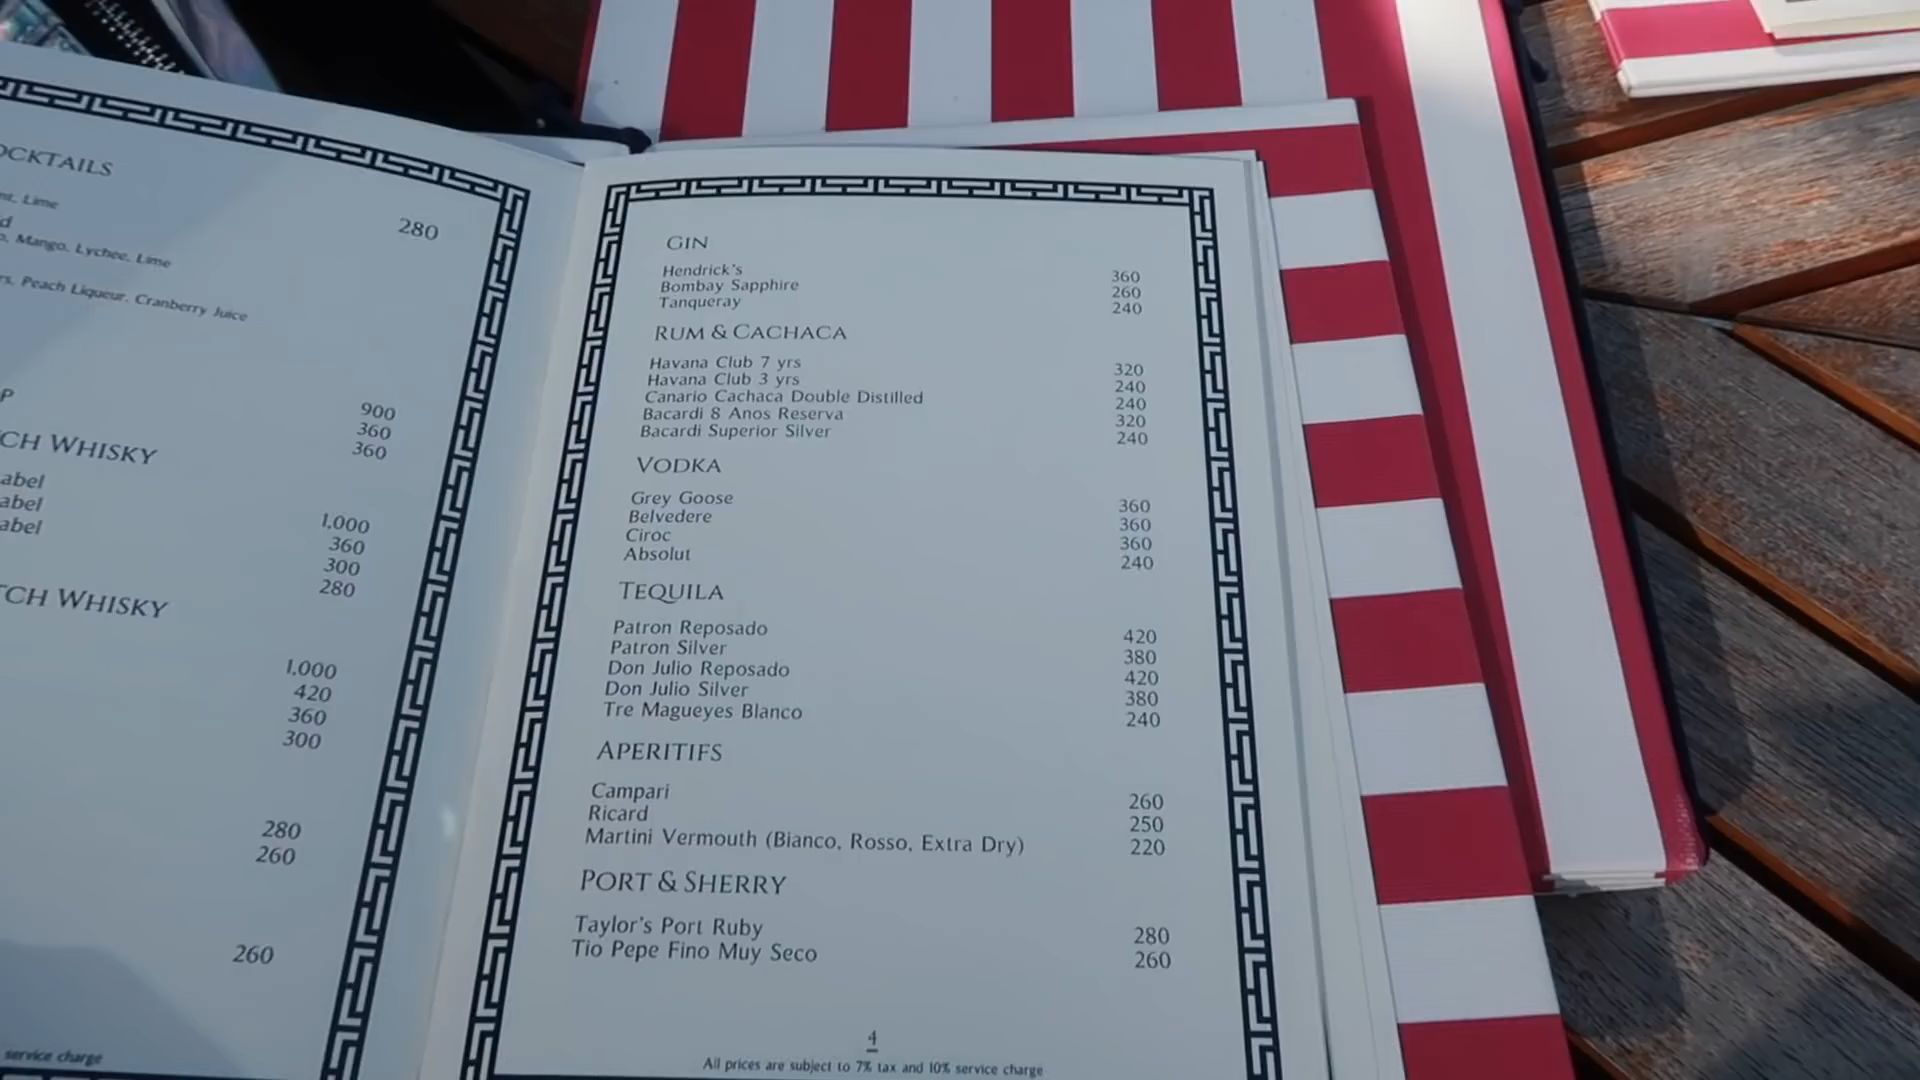 OCKTAILS
nt, Lime
280
d
o, Mango, Lychee, Lime
rs, Peach Liqueur, Cranberry Juice
P
900
360
360
CH WHISKY
abel
abel
abel
1,000
360
300
280
TCH WHISKY
1,000
420
360
300
280
260
260
service charge
GIN
Hendrick's 360
Bombay Sapphire 260
Tanqueray 240
RUM & CACHACA
Havana Club 7 yrs 320
Havana Club 3 yrs 240
Canario Cachaca Double Distilled 240
Bacardi 8 Anos Reserva 320
Bacardi Superior Silver 240
VODKA
Grey Goose 360
Belvedere 360
Ciroc 360
Absolut 240
TEQUILA
Patron Reposado 420
Patron Silver 380
Don Julio Reposado 420
Don Julio Silver 380
Tre Magueyes Blanco 240
APERITIFS
Campari 260
Ricard 250
Martini Vermouth (Bianco, Rosso, Extra Dry) 220
PORT & SHERRY
Taylor's Port Ruby 280
Tio Pepe Fino Muy Seco 260
4
All prices are subject to 7% tax and 10% service charge